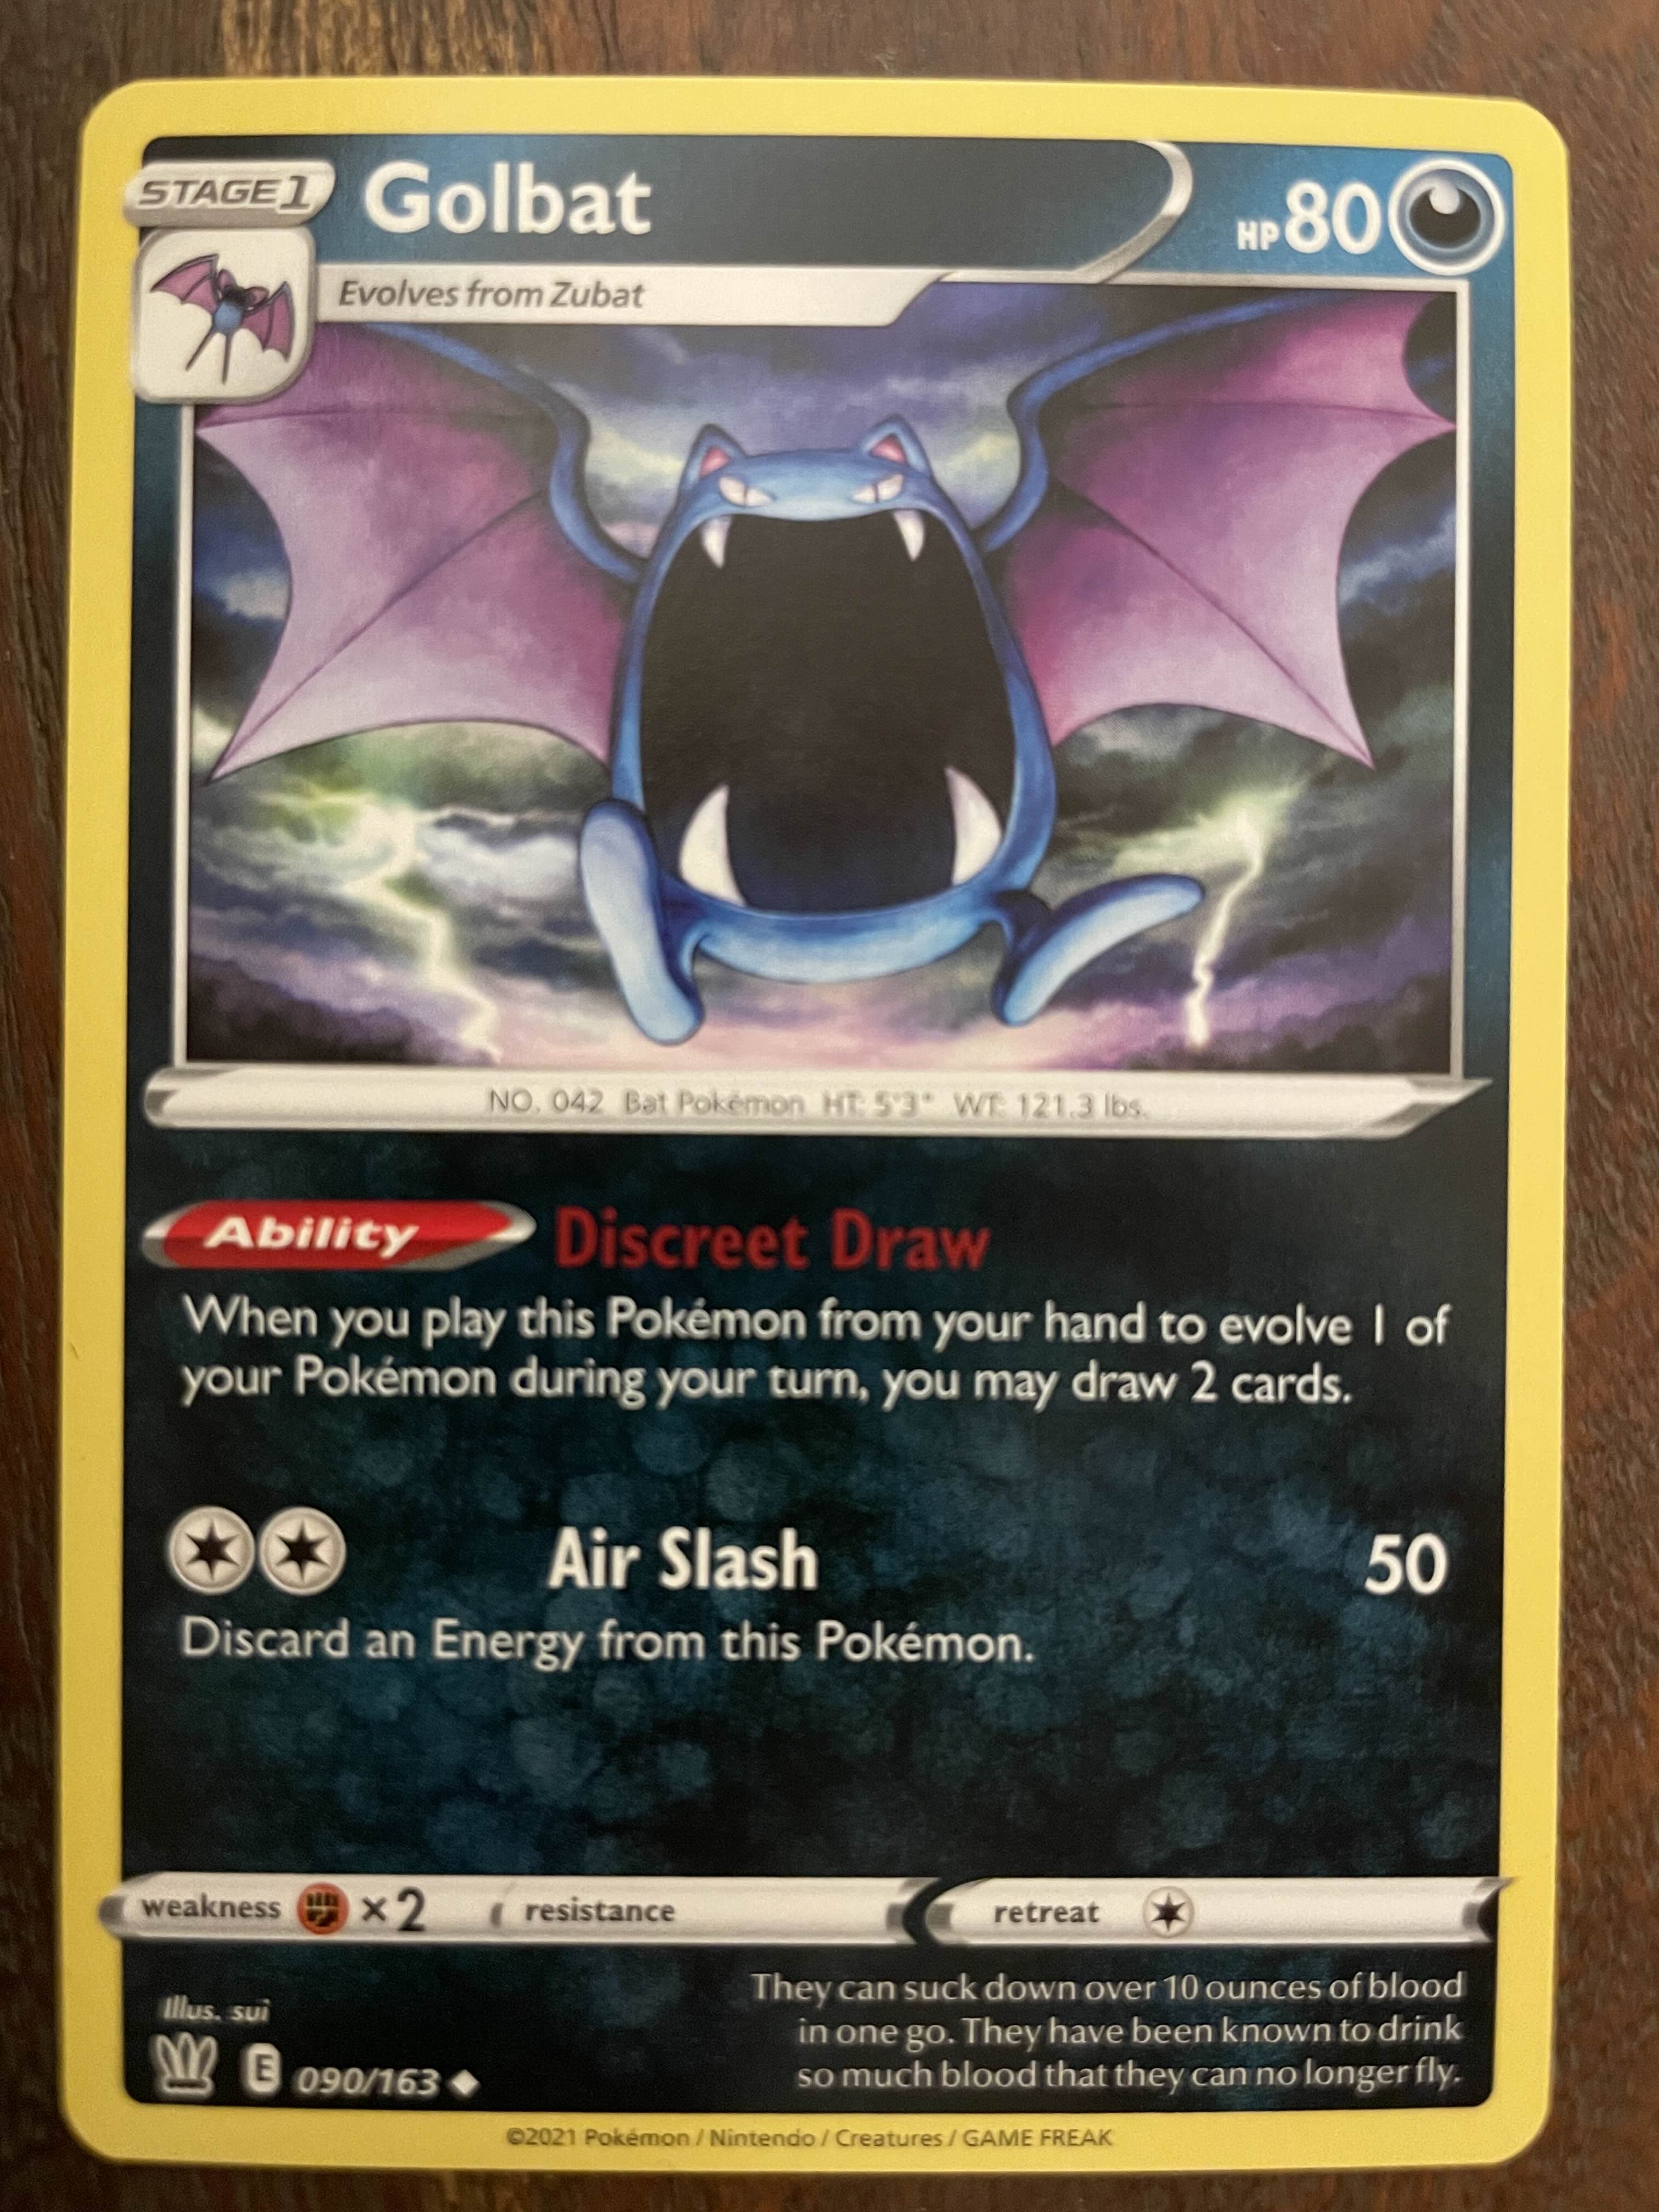 STAGE 1
Golbat
HP 80
Evolves from Zubat
NO. 042 Bat Pokémon HT: 5'3" WT: 121.3 lbs.
Ability Discreet Draw
When you play this Pokémon from your hand to evolve 1 of
your Pokémon during your turn, you may draw 2 cards.
Air Slash 50
Discard an Energy from this Pokémon.
weakness ×2 resistance retreat
Illus. sui
They can suck down over 10 ounces of blood
in one go. They have been known to drink
so much blood that they can no longer fly.
E 090/163
©2021 Pokémon / Nintendo / Creatures / GAME FREAK